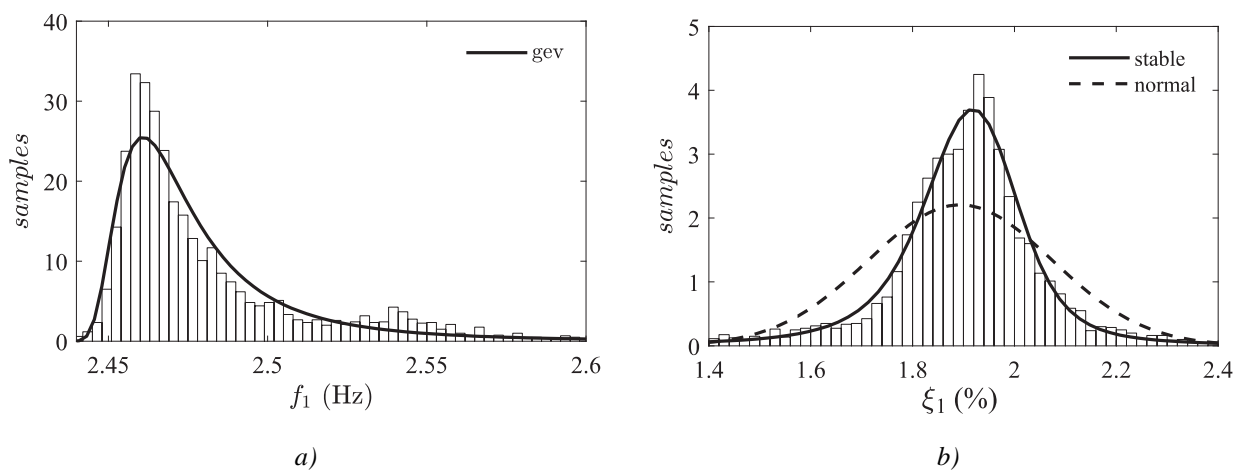 40
30
20
10
0
samples
gev
2.45 2.5 2.55 2.6
f₁ (Hz)
a)
5
4
3
2
1
0
samples
stable
normal
1.4 1.6 1.8 2 2.2 2.4
ξ₁ (%)
b)